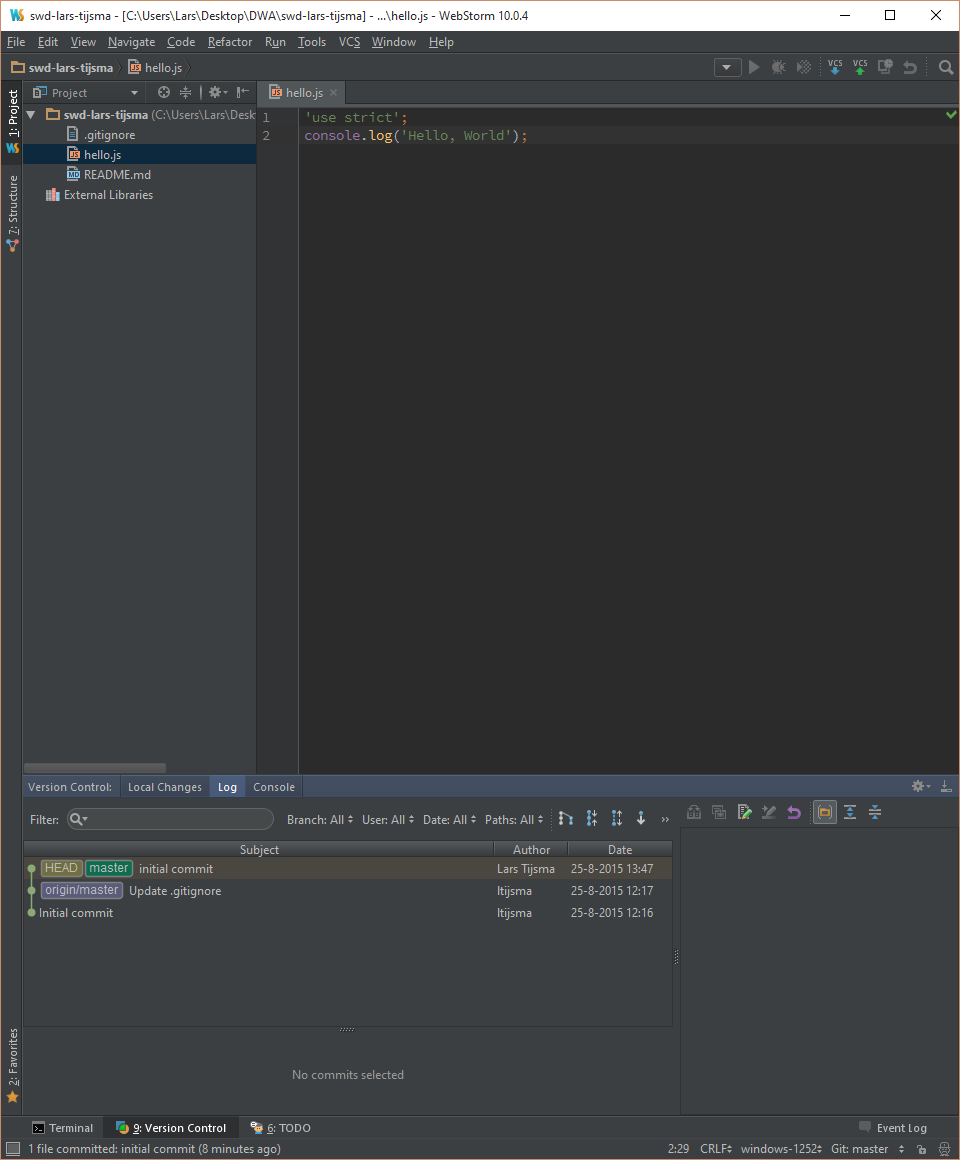 swd-lars-tijsma - [C:\Users\Lars\Desktop\DWA\swd-lars-tijsma] - ...\hello.js - WebStorm 10.0.4
File Edit View Navigate Code Refactor Run Tools VCS Window Help
swd-lars-tijsma hello.js VCS VCS
1: Project
7: Structure
2: Favorites
Project
swd-lars-tijsma (C:\Users\Lars\Desk
.gitignore
hello.js
README.md
External Libraries
hello.js
1 'use strict';
2 console.log('Hello, World');
Version Control: Local Changes Log Console
Filter: Branch: All User: All Date: All Paths: All »
Subject Author Date
HEAD master initial commit Lars Tijsma 25-8-2015 13:47
origin/master Update .gitignore ltijsma 25-8-2015 12:17
Initial commit ltijsma 25-8-2015 12:16
No commits selected
Terminal 9: Version Control 6: TODO Event Log
1 file committed: initial commit (8 minutes ago) 2:29 CRLF windows-1252 Git: master